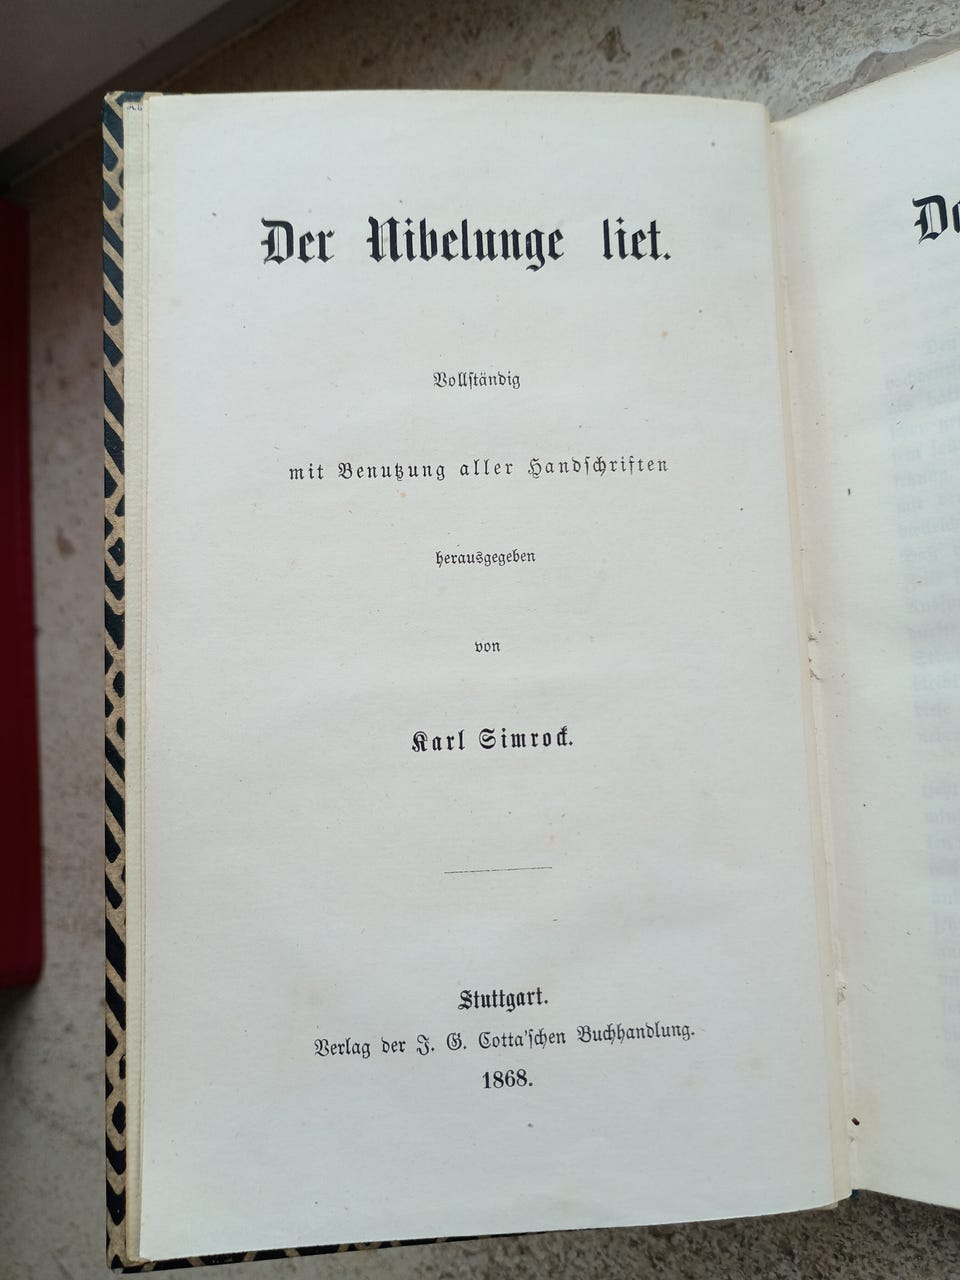 Der Nibelunge liet.
Vollſtändig
mit Benutzung aller Handſchriften
herausgegeben
von
Karl Simrock.
Stuttgart.
Verlag der J. G. Cotta'ſchen Buchhandlung.
1868.